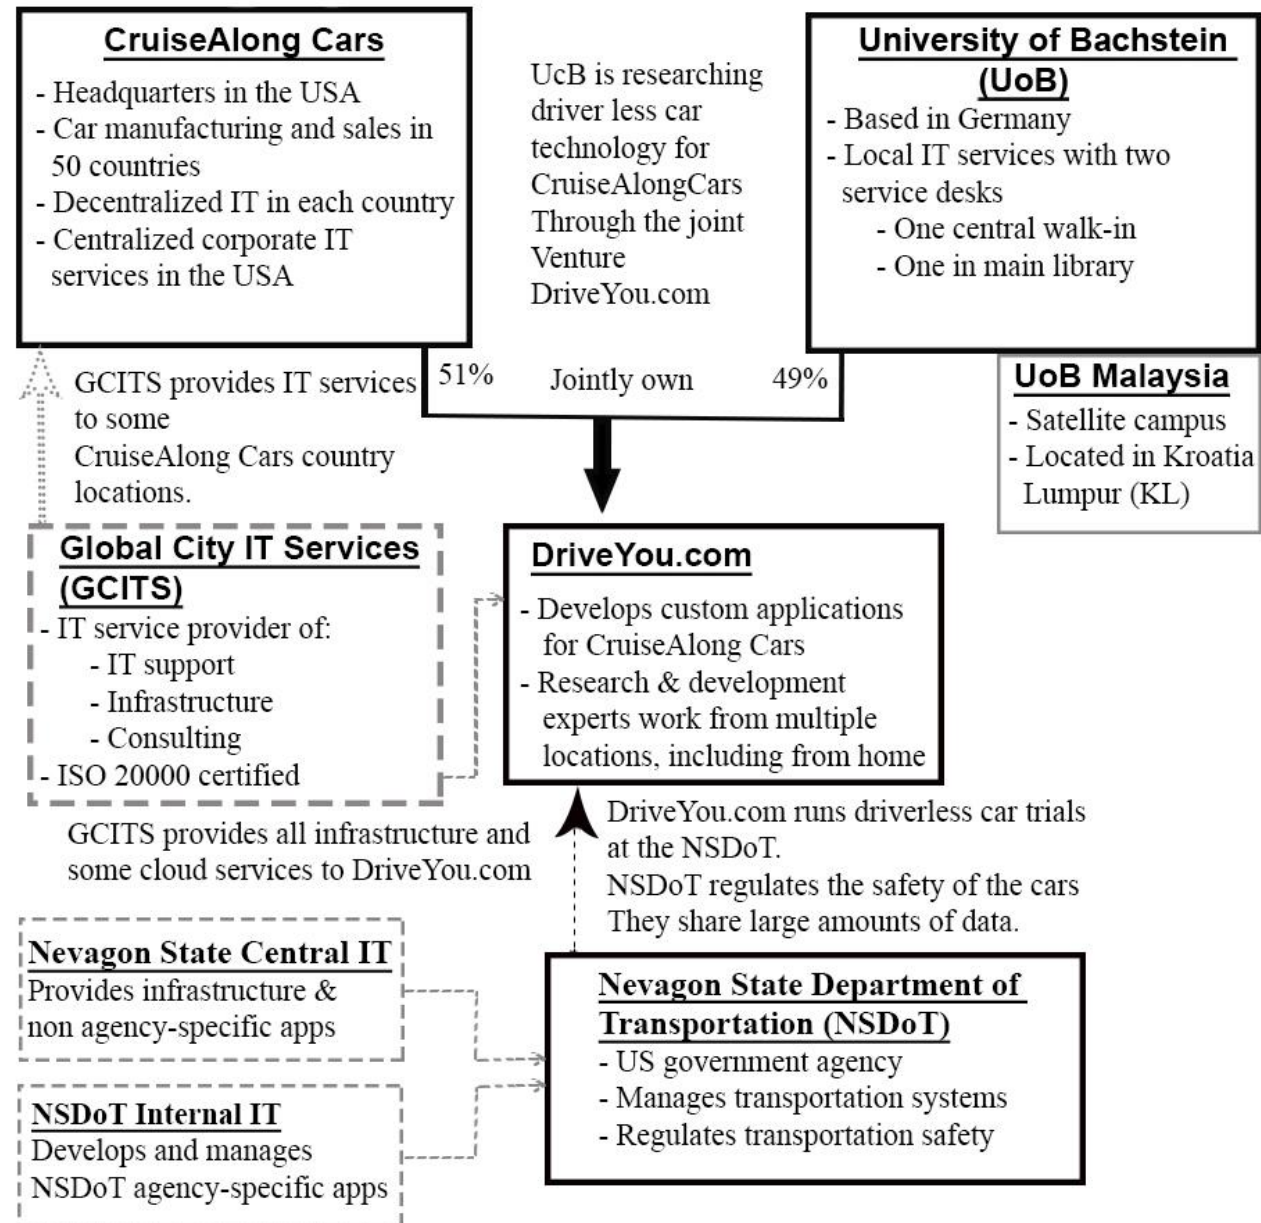 CruiseAlong Cars
- Headquarters in the USA
- Car manufacturing and sales in
50 countries
- Decentralized IT in each country
- Centralized corporate IT
services in the USA
UcB is researching
driver less car
technology for
CruiseAlongCars
Through the joint
Venture
DriveYou.com
University of Bachstein
(UoB)
- Based in Germany
- Local IT services with two
service desks
- One central walk-in
- One in main library
51%
Jointly own
49%
UoB Malaysia
- Satellite campus
- Located in Kroatia
Lumpur (KL)
GCITS provides IT services
to some
CruiseAlong Cars country
locations.
Global City IT Services
(GCITS)
- IT service provider of:
- IT support
- Infrastructure
- Consulting
- ISO 20000 certified
DriveYou.com
- Develops custom applications
for CruiseAlong Cars
- Research & development
experts work from multiple
locations, including from home
GCITS provides all infrastructure and
some cloud services to DriveYou.com
DriveYou.com runs driverless car trials
at the NSDoT.
NSDoT regulates the safety of the cars
They share large amounts of data.
Nevagon State Central IT
Provides infrastructure &
non agency-specific apps
NSDoT Internal IT
Develops and manages
NSDoT agency-specific apps
Nevagon State Department of
Transportation (NSDoT)
- US government agency
- Manages transportation systems
- Regulates transportation safety